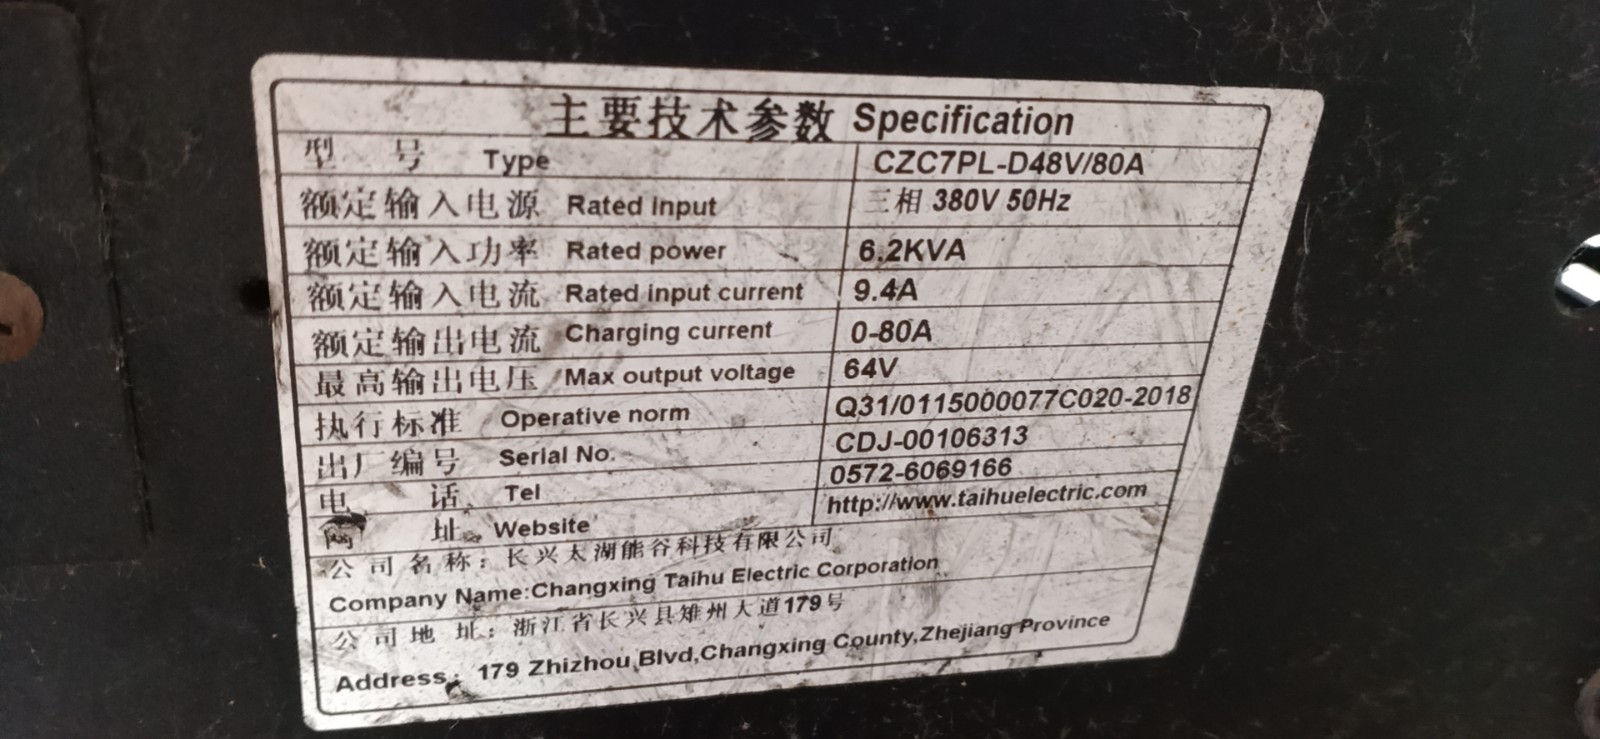 主要技术参数 Specification
型 号 Type CZC7PL-D48V/80A
额定输入电源 Rated input 三相 380V 50Hz
额定输入功率 Rated power 6.2KVA
额定输入电流 Rated input current 9.4A
额定输出电流 Charging current 0-80A
最高输出电压 Max output voltage 64V
执行标准 Operative norm Q31/0115000077C020-2018
出厂编号 Serial No. CDJ-00106313
电 话 Tel 0572-6069166
网 址 Website http://www.taihuelectric.com
公司名称：长兴太湖能谷科技有限公司
Company Name:Changxing Taihu Electric Corporation
公司地址：浙江省长兴县雉州大道179号
Address：179 Zhizhou Blvd,Changxing County,Zhejiang Province